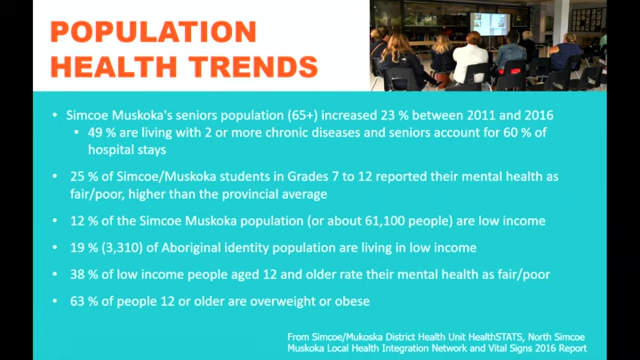 POPULATION
HEALTH TRENDS
• Simcoe Muskoka's seniors population (65+) increased 23 % between 2011 and 2016
• 49 % are living with 2 or more chronic diseases and seniors account for 60 % of
hospital stays
• 25 % of Simcoe/Muskoka students in Grades 7 to 12 reported their mental health as
fair/poor, higher than the provincial average
• 12 % of the Simcoe Muskoka population (or about 61,100 people) are low income
• 19 % (3,310) of Aboriginal identity population are living in low income
• 38 % of low income people aged 12 and older rate their mental health as fair/poor
• 63 % of people 12 or older are overweight or obese
From Simcoe/Mukoska District Health Unit HealthSTATS, North Simcoe
Muskoka Local Health Integration Network and Vital Signs 2016 Report